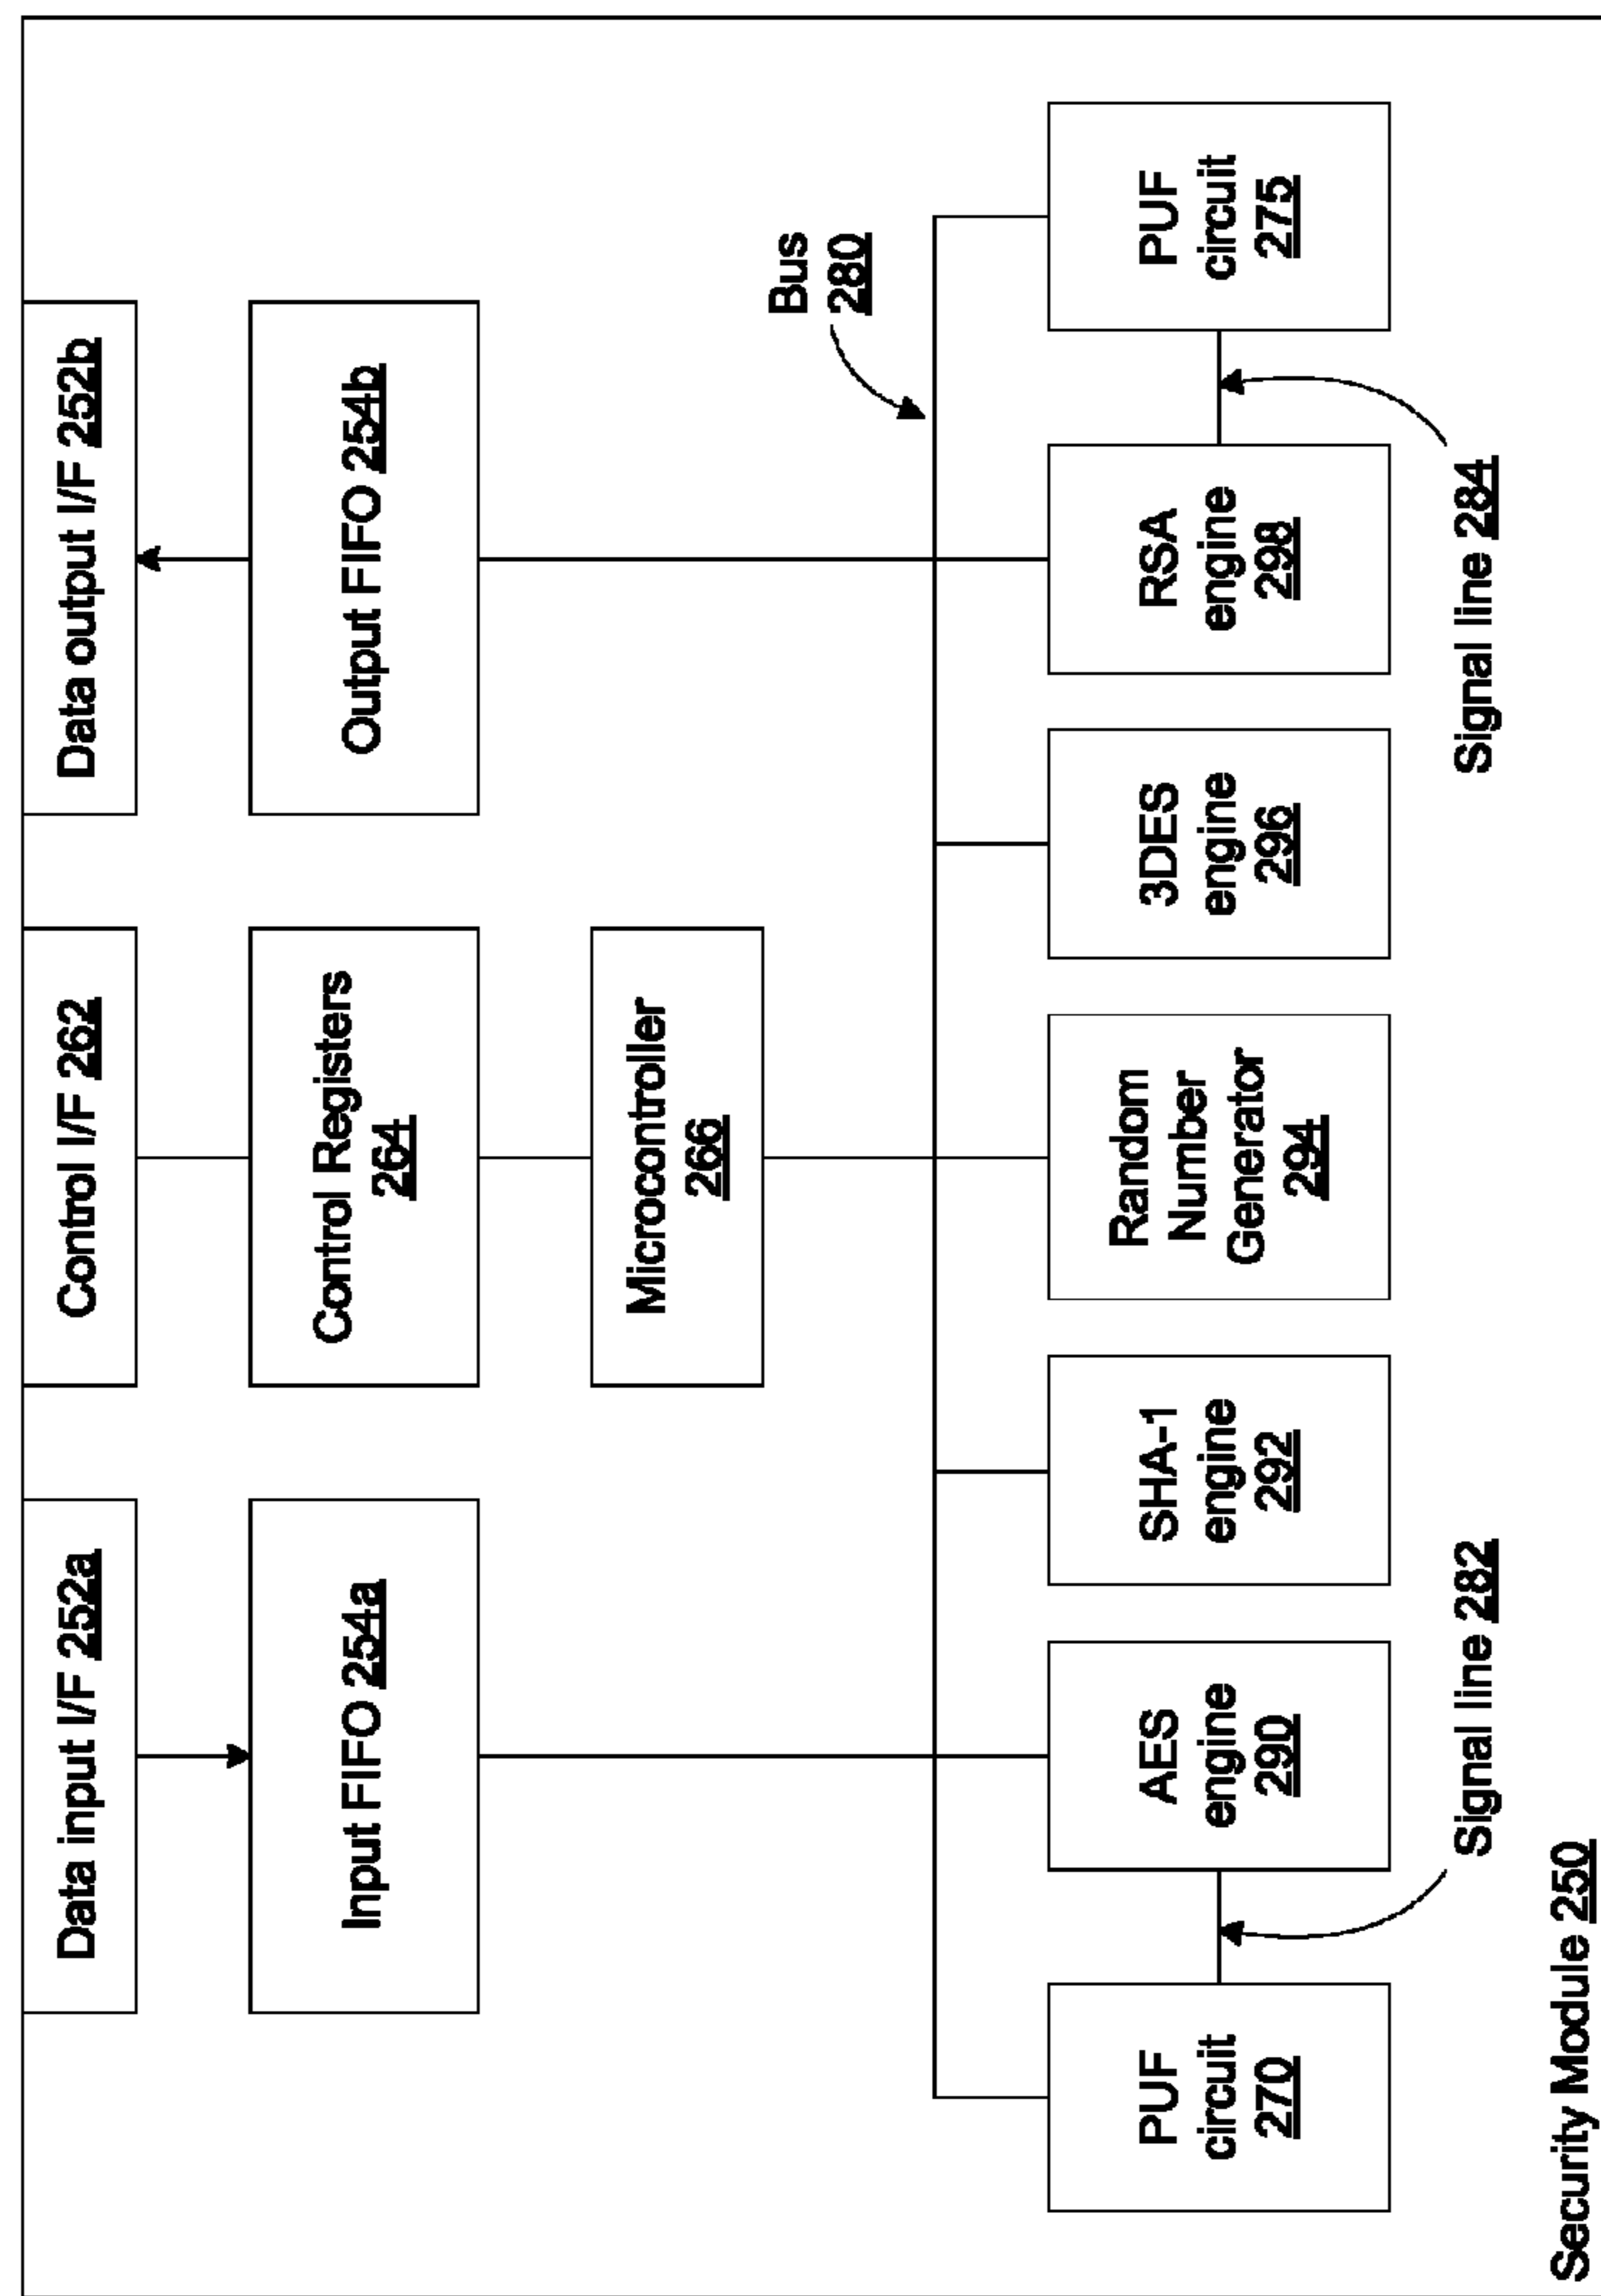 Data input I/F 252a
Control I/F 262
Data output I/F 252b
Input FIFO 254a
Control Registers
264
Output FIFO 254b
Microcontroller
266
Bus
280
PUF
circuit
270
AES
engine
290
SHA-1
engine
292
Random
Number
Generator
294
3DES
engine
296
RSA
engine
298
PUF
circuit
275
Signal line 282
Signal line 284
Security Module 250